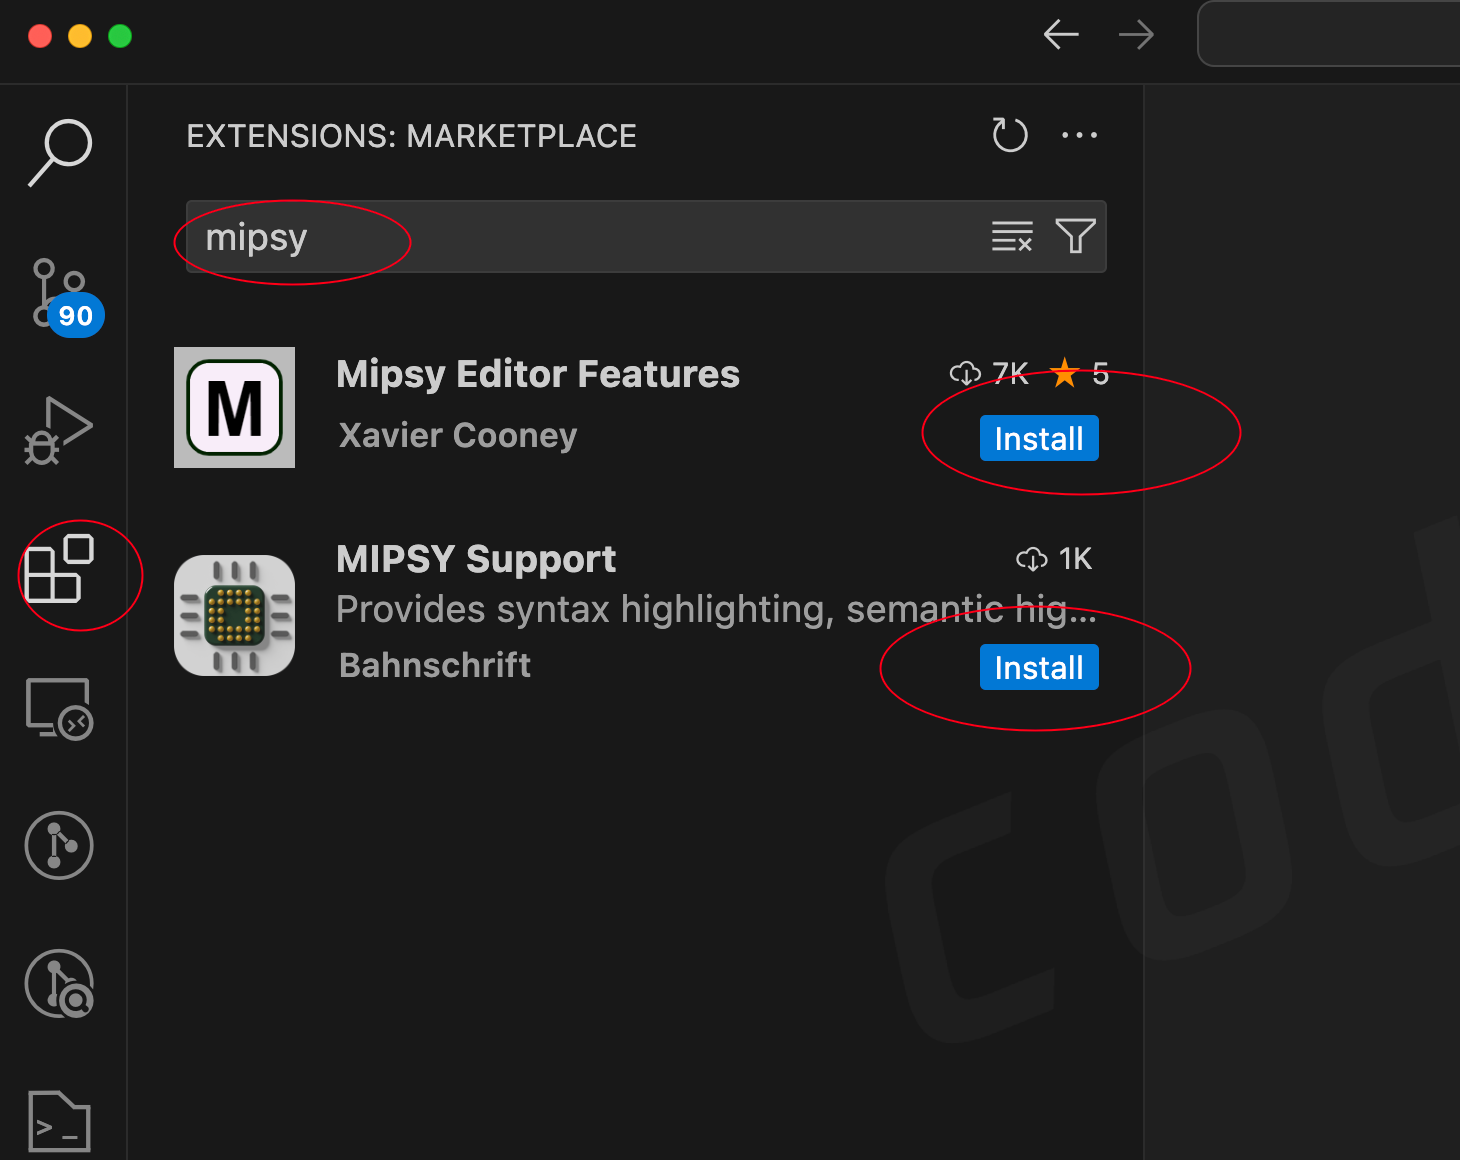 EXTENSIONS: MARKETPLACE
mipsy
90
M
Mipsy Editor Features 7K 5
Xavier Cooney Install
MIPSY Support 1K
Provides syntax highlighting, semantic hig...
Bahnschrift Install
cod
>_